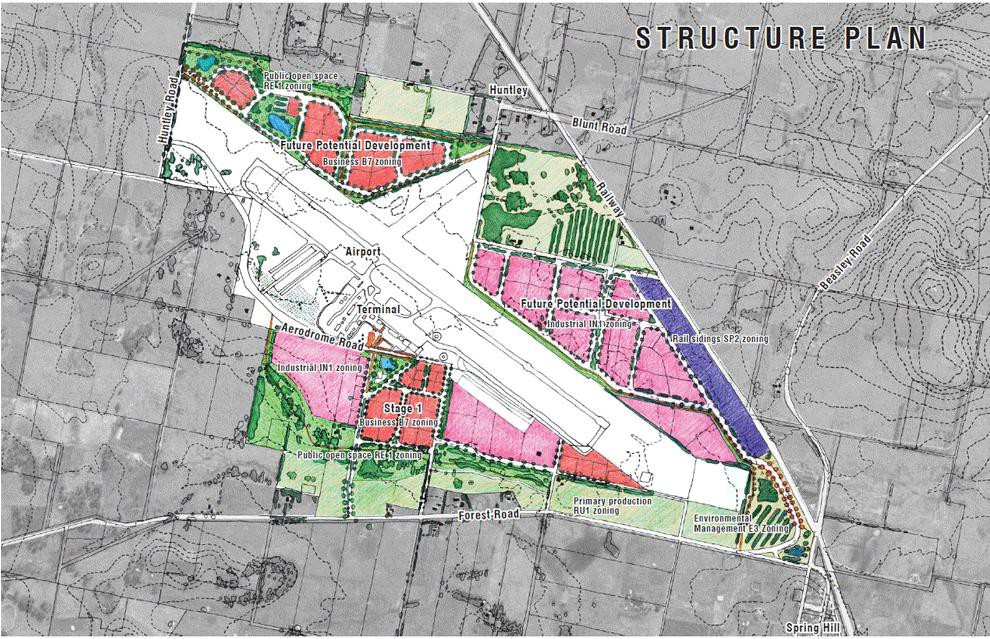 STRUCTURE PLAN
Huntley Road
Public open space
RE 1 zoning
Huntley
Blunt Road
Future Potential Development
Business B7 zoning
Railway
Beasley Road
Airport
Terminal
Aerodrome Road
Future Potential Development
Industrial IN1 zoning
Rail sidings SP2 zoning
Industrial IN1 zoning
Stage 1
Business B7 zoning
Public open space RE 1 zoning
Primary production
RU1 zoning
Forest Road
Environmental
Management E3 Zoning
Spring Hill